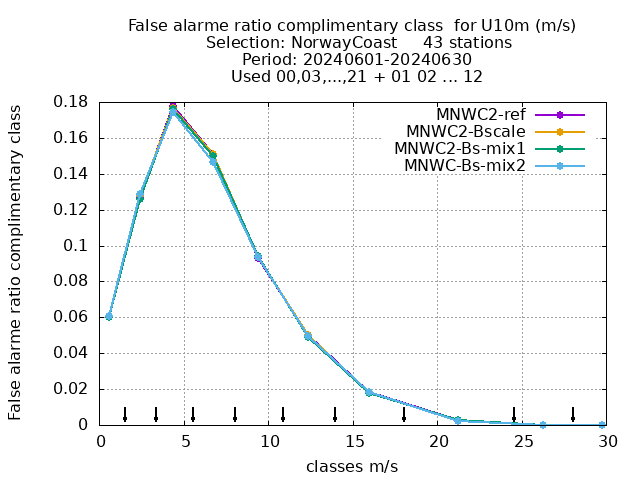 False alarme ratio complimentary class  for U10m (m/s)
Selection: NorwayCoast     43 stations
Period: 20240601-20240630
Used 00,03,...,21 + 01 02 ... 12
False alarme ratio complimentary class
0.18
0.16
0.14
0.12
0.1
0.08
0.06
0.04
0.02
0
MNWC2-ref
MNWC2-Bscale
MNWC2-Bs-mix1
MNWC-Bs-mix2
0 5 10 15 20 25 30
classes m/s